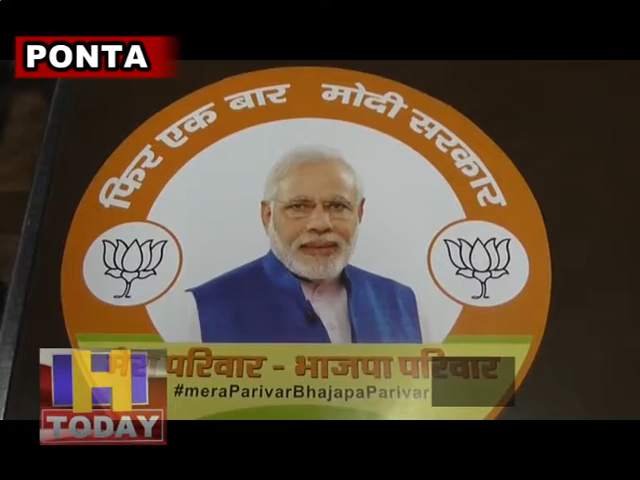 PONTA
फिर एक बार मोदी सरकार
मेरा परिवार - भाजपा परिवार
#meraParivarBhajapaParivar
H
TODAY